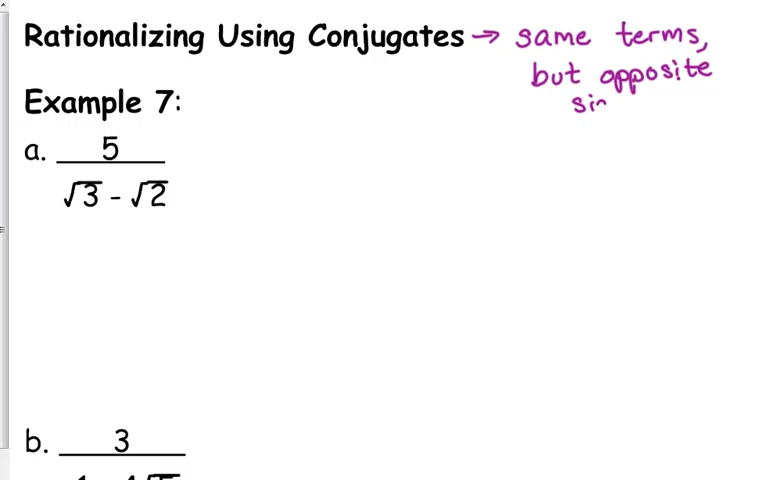 Rationalizing Using Conjugates → same terms,
but opposite
Example 7:
a. 5
√3 - √2
b. 3